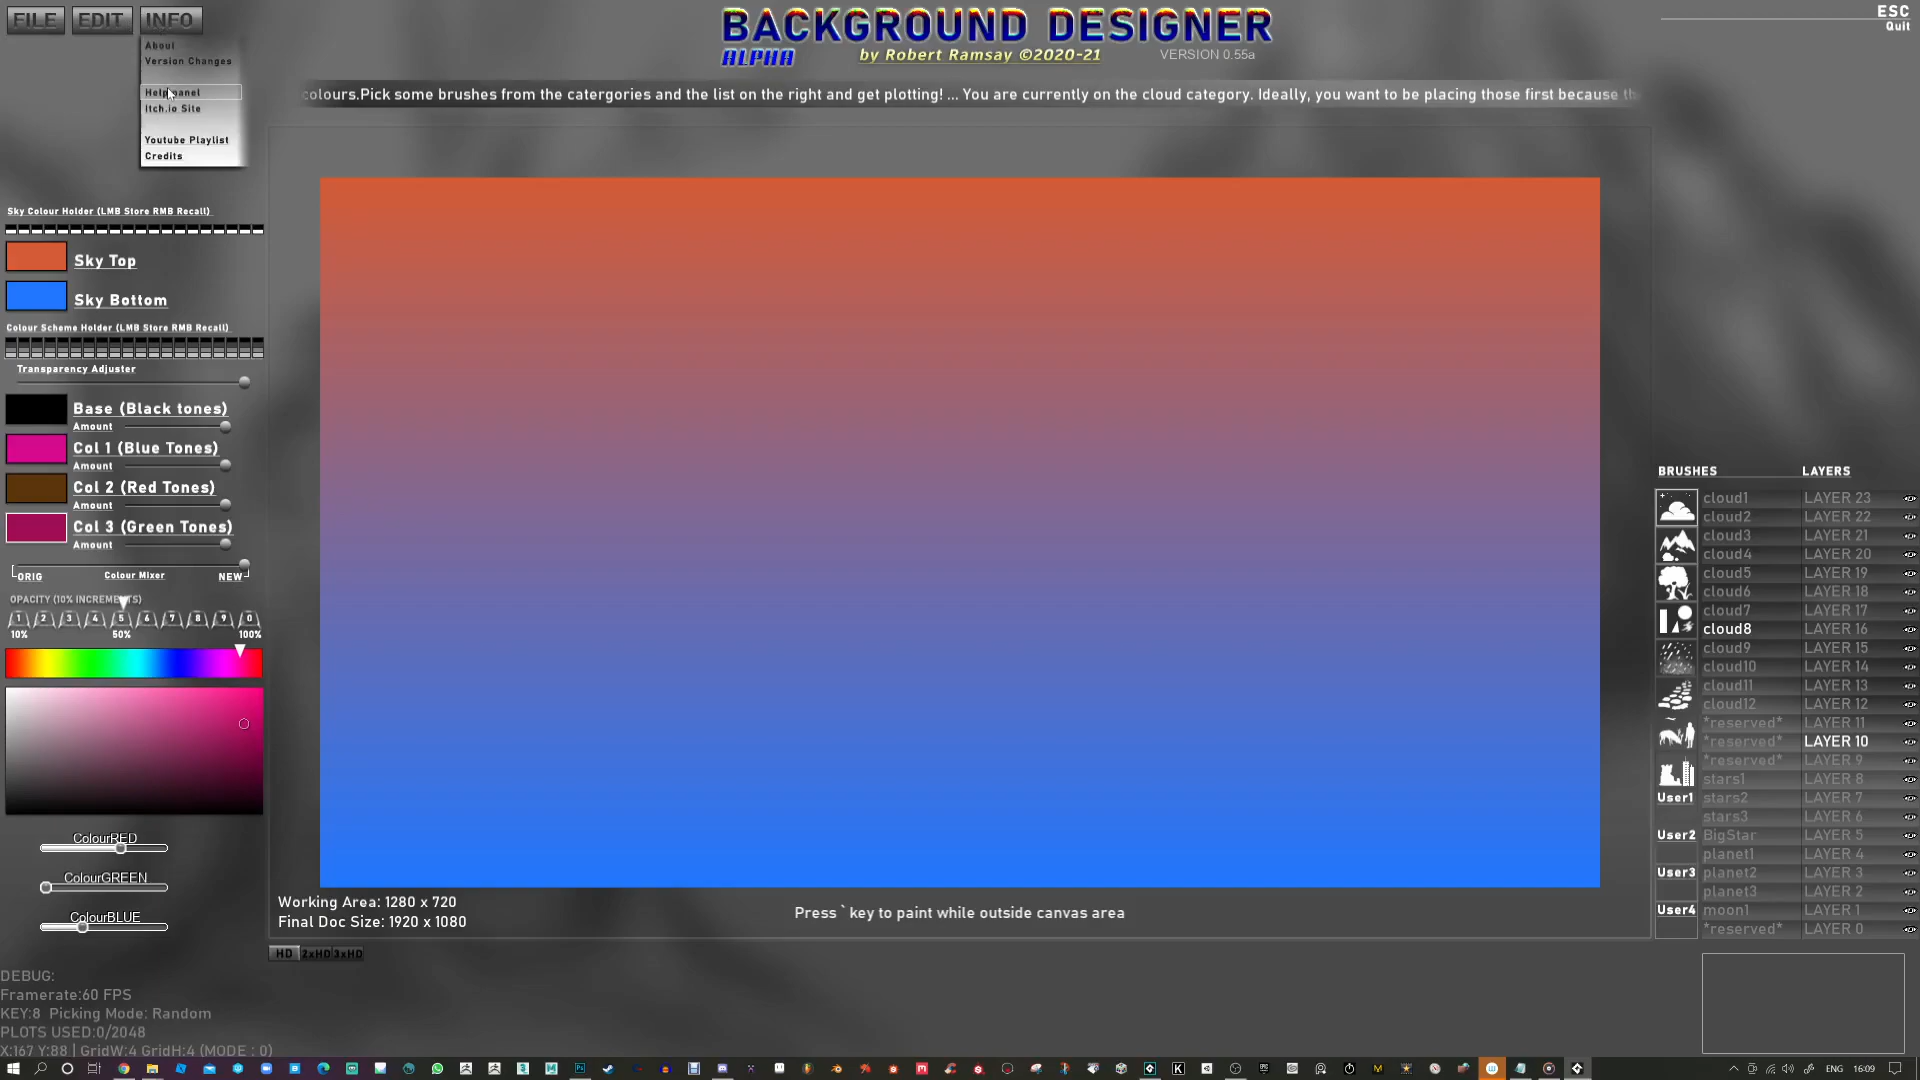 FILE
EDIT
INFO
About
Version Changes
Help panel
Itch.io Site
Youtube Playlist
Credits
BACKGROUND DESIGNER
ALPHA
by Robert Ramsay ©2020-21
VERSION 0.55a
ESC
Quit
colours.Pick some brushes from the catergories and the list on the right and get plotting! ... You are currently on the cloud category. Ideally, you want to be placing those first because
Sky Colour Holder (LMB Store RMB Recall)
Sky Top
Sky Bottom
Colour Scheme Holder (LMB Store RMB Recall)
Transparency Adjuster
Base (Black tones)
Amount
Col 1 (Blue Tones)
Amount
Col 2 (Red Tones)
Amount
Col 3 (Green Tones)
Amount
ORIG
Colour Mixer
NEW
OPACITY (10% INCREMENTS)
1 2 3 4 5 6 7 8 9 0
10%
50%
100%
ColourRED
ColourGREEN
ColourBLUE
DEBUG:
Framerate:60 FPS
KEY:8 Picking Mode: Random
PLOTS USED:0/2048
X:167 Y:88 | GridW:4 GridH:4 (MODE : 0)
Working Area: 1280 x 720
Final Doc Size: 1920 x 1080
Press ` key to paint while outside canvas area
HD
2xHD
3xHD
BRUSHES
LAYERS
cloud1 LAYER 23
cloud2 LAYER 22
cloud3 LAYER 21
cloud4 LAYER 20
cloud5 LAYER 19
cloud6 LAYER 18
cloud7 LAYER 17
cloud8 LAYER 16
cloud9 LAYER 15
cloud10 LAYER 14
cloud11 LAYER 13
cloud12 LAYER 12
*reserved* LAYER 11
*reserved* LAYER 10
*reserved* LAYER 9
stars1 LAYER 8
User1 stars2 LAYER 7
stars3 LAYER 6
User2 BigStar LAYER 5
planet1 LAYER 4
User3 planet2 LAYER 3
planet3 LAYER 2
User4 moon1 LAYER 1
*reserved* LAYER 0
ENG
16:09